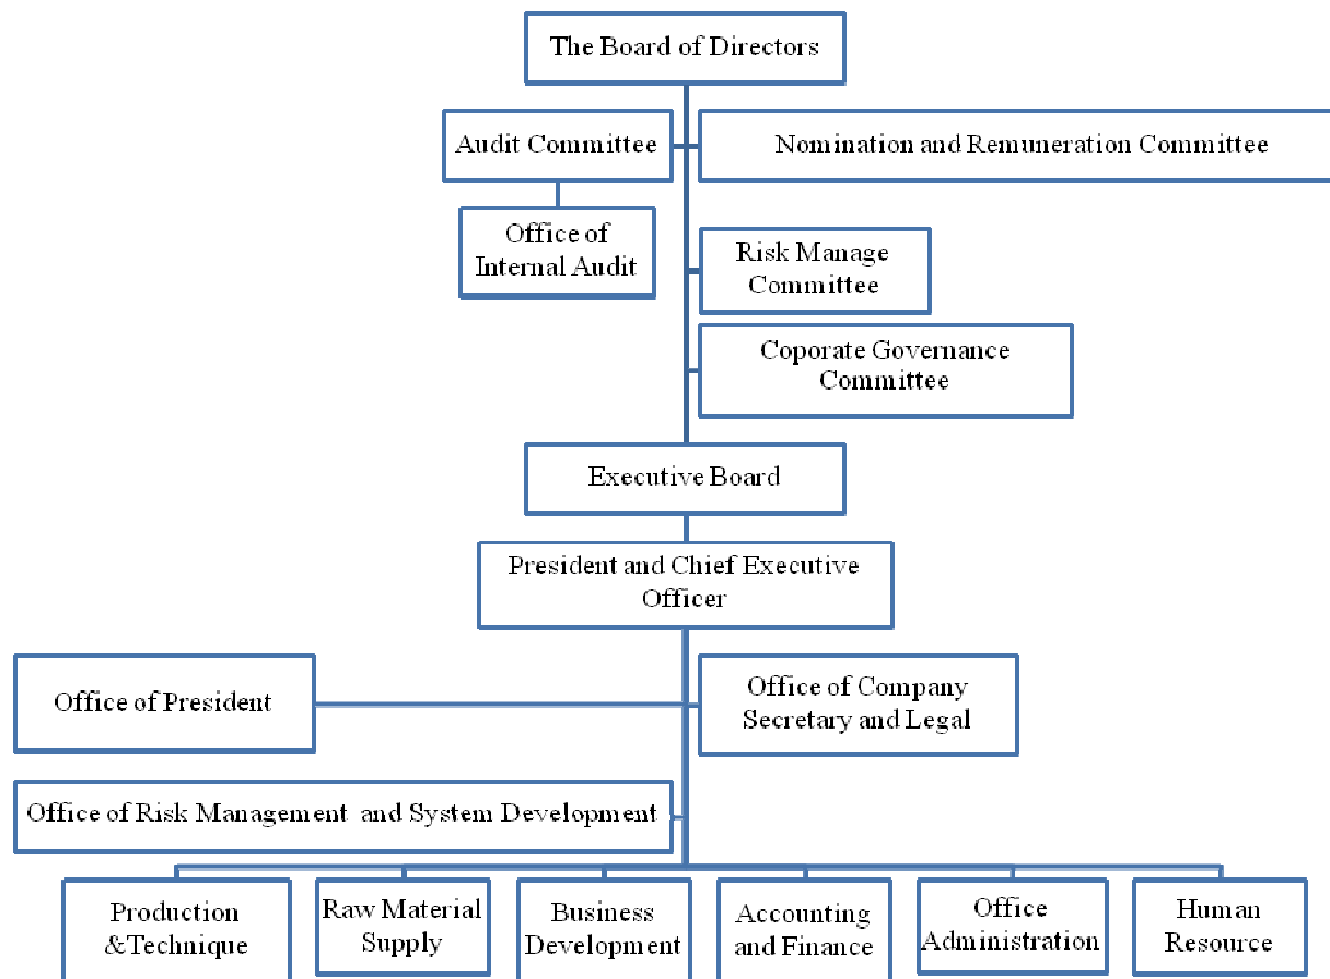 The Board of Directors
Audit Committee
Nomination and Remuneration Committee
Office of
Internal Audit
Risk Manage
Committee
Coporate Governance
Committee
Executive Board
President and Chief Executive
Officer
Office of President
Office of Company
Secretary and Legal
Office of Risk Management and System Development
Production
&Technique
Raw Material
Supply
Business
Development
Accounting
and Finance
Office
Administration
Human
Resource